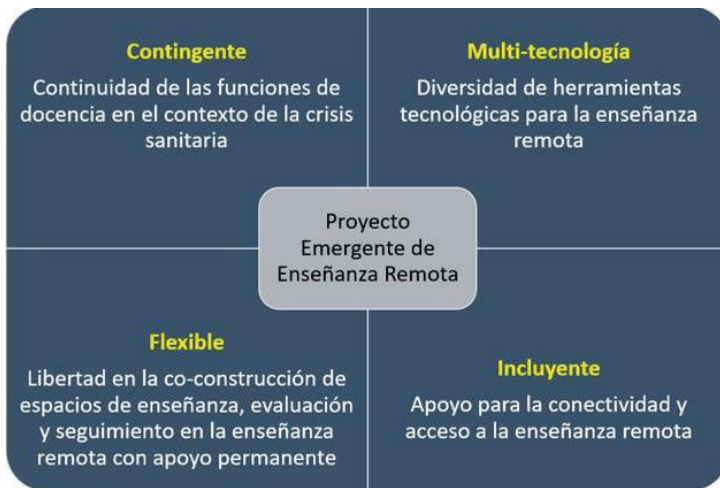 Contingente
Continuidad de las funciones de
docencia en el contexto de la crisis
sanitaria
Multi-tecnología
Diversidad de herramientas
tecnológicas para la enseñanza
remota
Proyecto
Emergente de
Enseñanza Remota
Flexible
Libertad en la co-construcción de
espacios de enseñanza, evaluación
y seguimiento en la enseñanza
remota con apoyo permanente
Incluyente
Apoyo para la conectividad y
acceso a la enseñanza remota